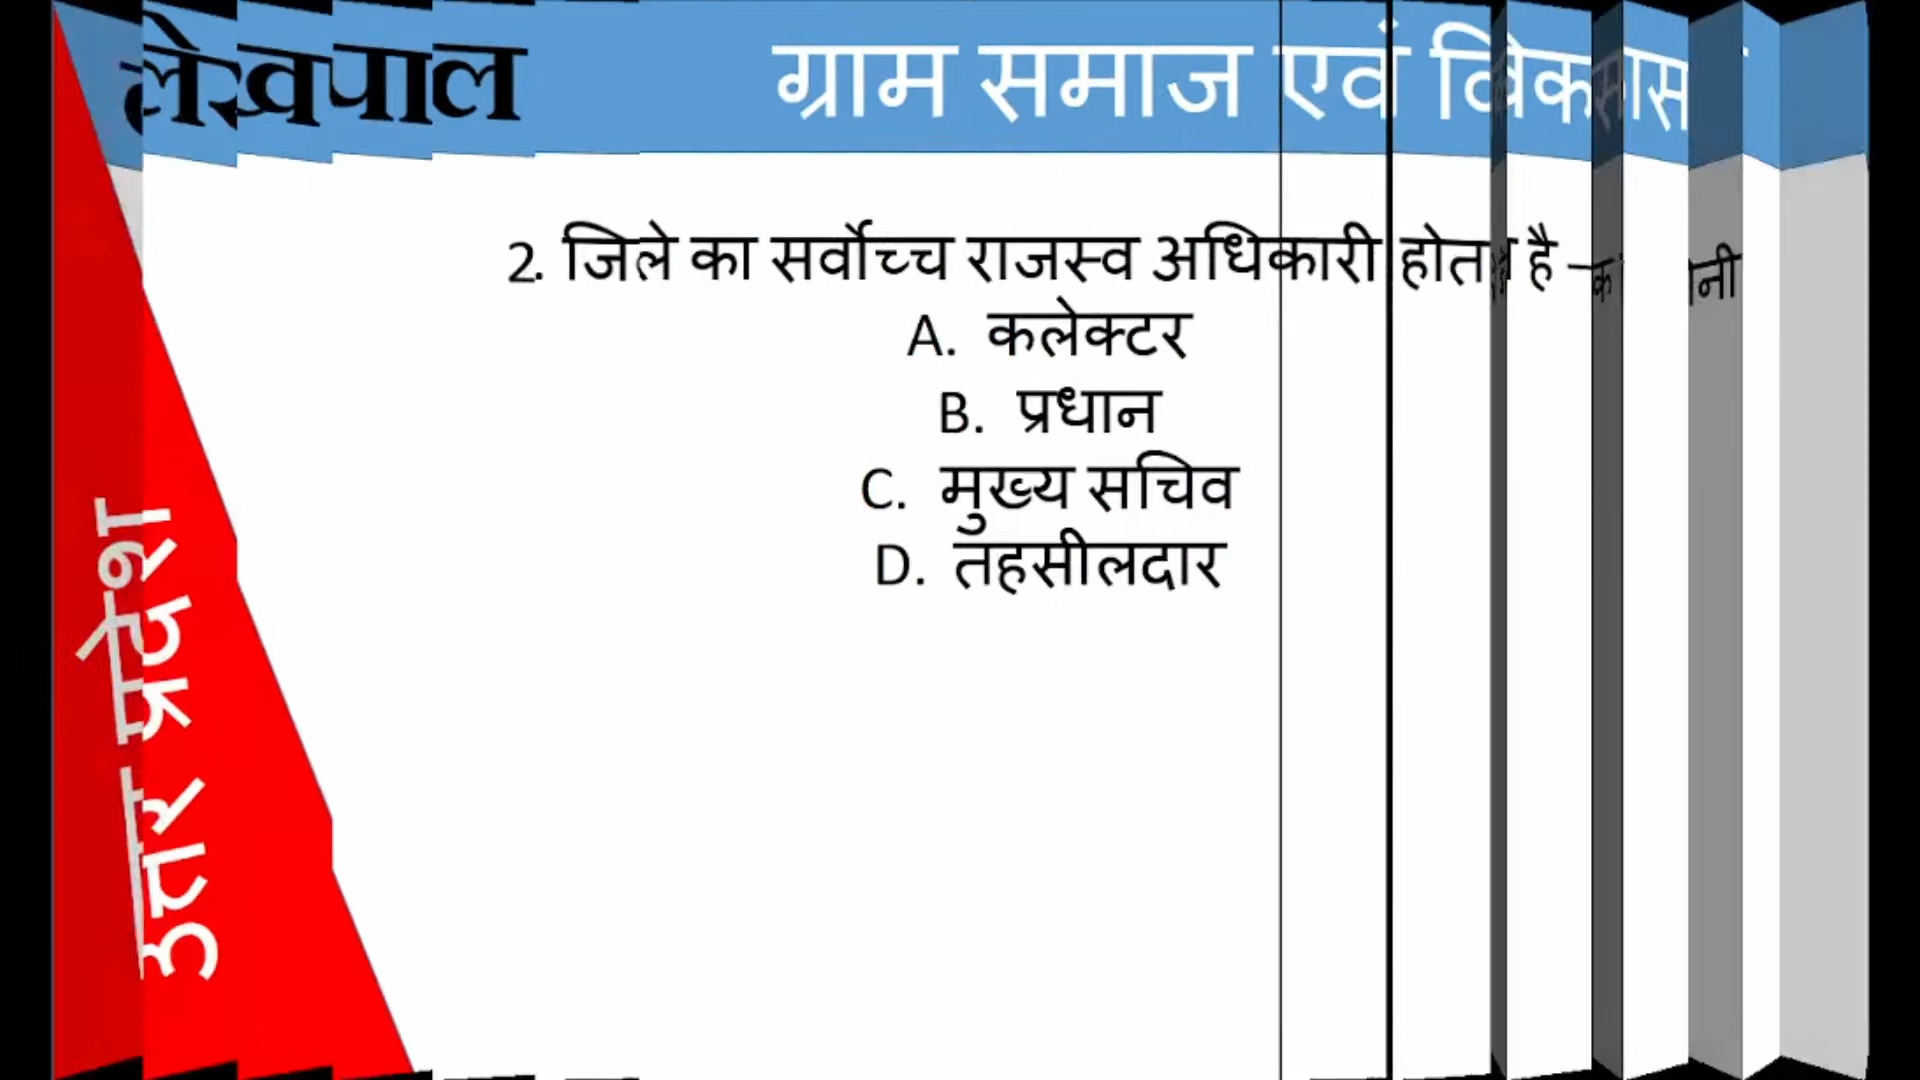 लेखपाल
ग्राम समाज एवं विकास
2. जिले का सर्वोच्च राजस्व अधिकारी होता है –
A. कलेक्टर
B. प्रधान
C. मुख्य सचिव
D. तहसीलदार
उत्तर प्रदेश